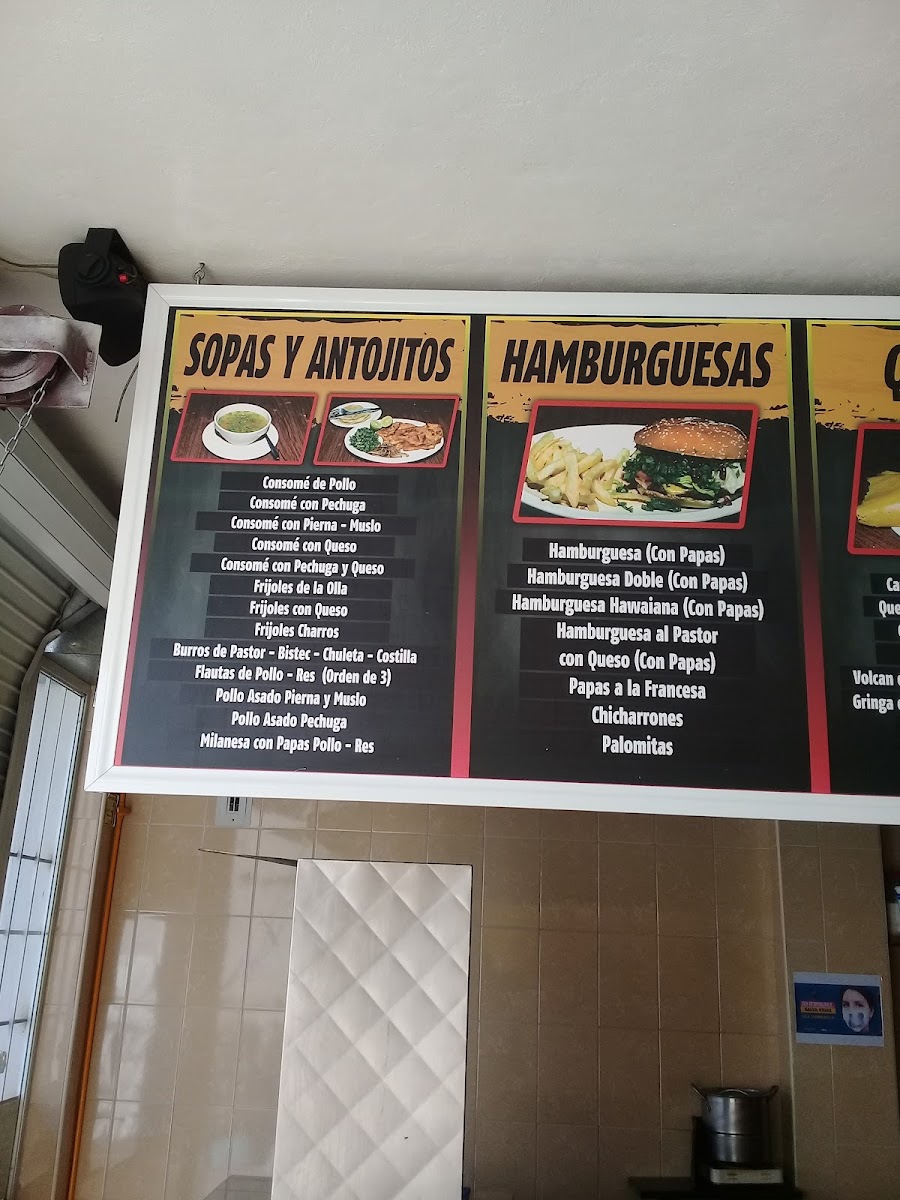 SOPAS Y ANTOJITOS
Consomé de Pollo
Consomé con Pechuga
Consomé con Pierna - Muslo
Consomé con Queso
Consomé con Pechuga y Queso
Frijoles de la Olla
Frijoles con Queso
Frijoles Charros
Burros de Pastor - Bistec - Chuleta - Costilla
Flautas de Pollo - Res (Orden de 3)
Pollo Asado Pierna y Muslo
Pollo Asado Pechuga
Milanesa con Papas Pollo - Res
HAMBURGUESAS
Hamburguesa (Con Papas)
Hamburguesa Doble (Con Papas)
Hamburguesa Hawaiana (Con Papas)
Hamburguesa al Pastor
con Queso (Con Papas)
Papas a la Francesa
Chicharrones
Palomitas
Volcan
Gringa